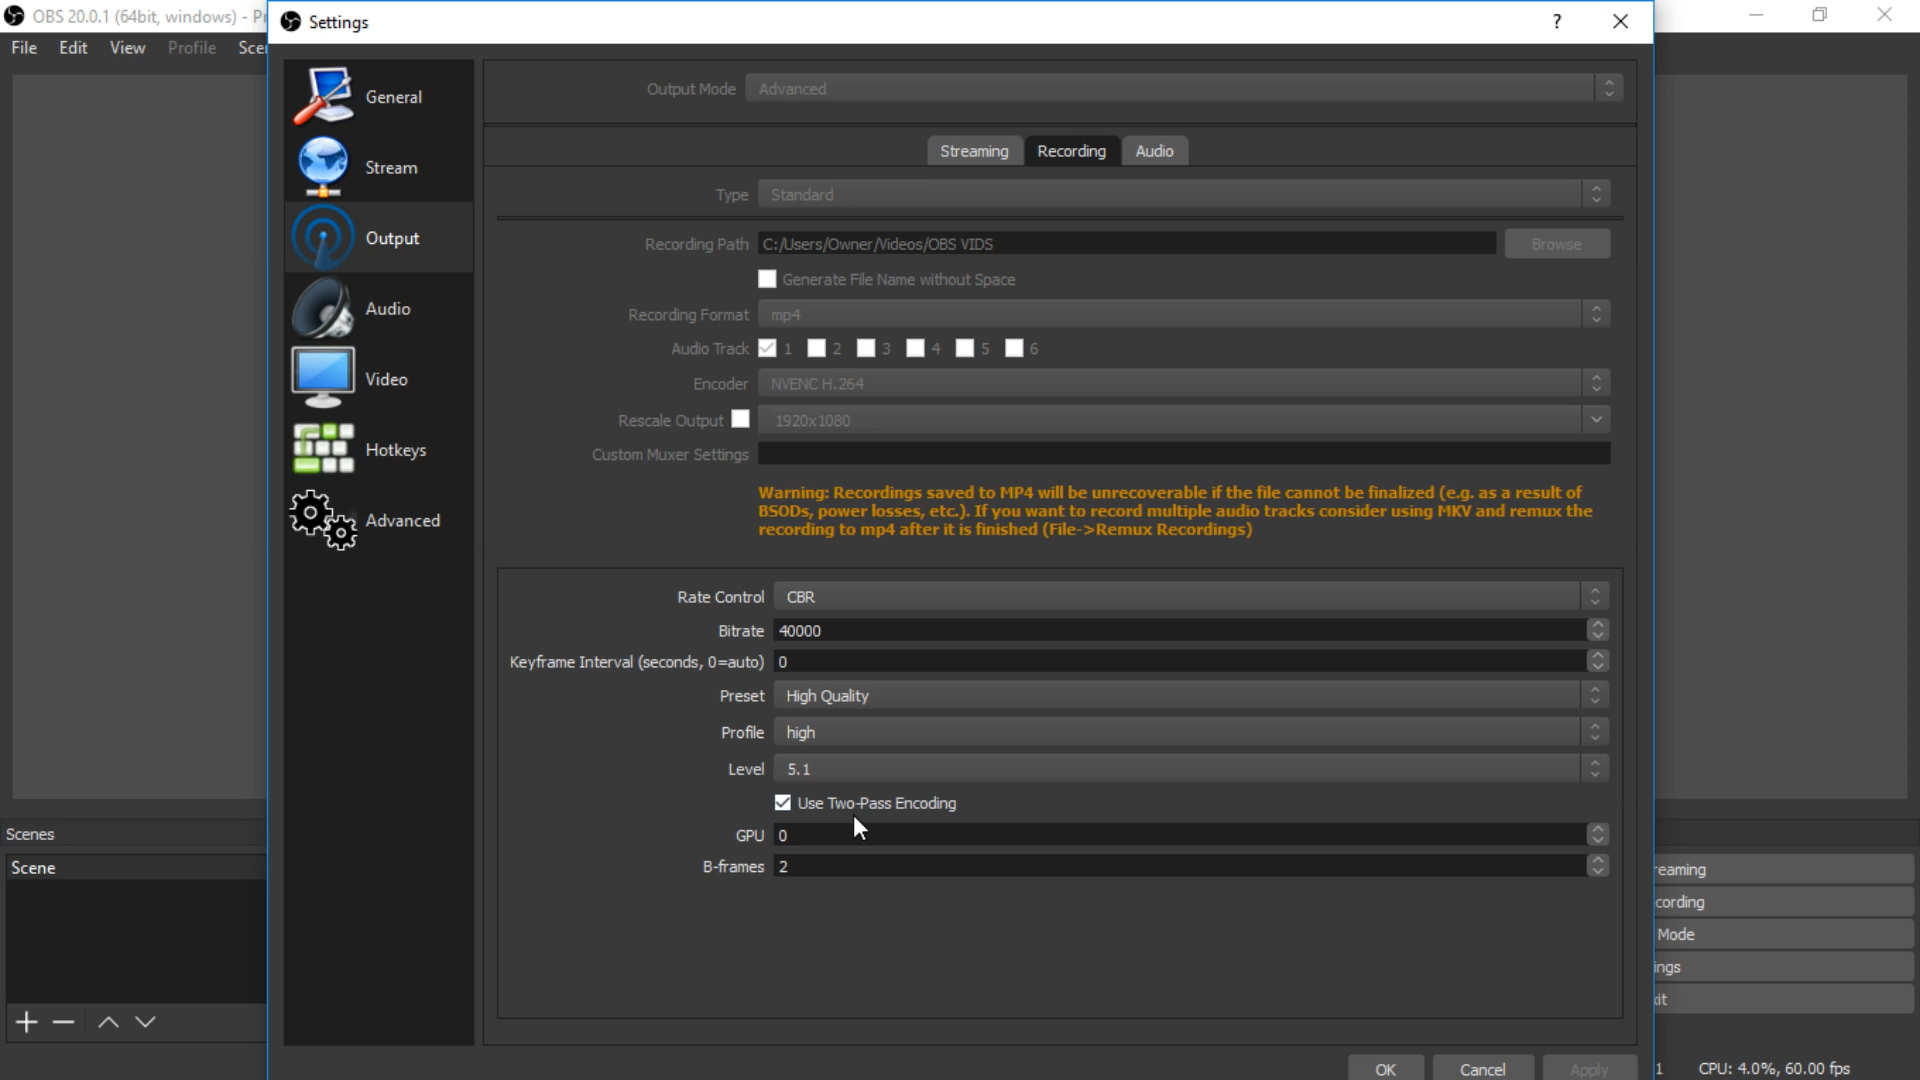 OBS 20.0.1 (64bit, windows) - Pr
Settings
?
File Edit View Profile Scen
General
Stream
Output
Audio
Video
Hotkeys
Advanced
Output Mode Advanced
Streaming Recording Audio
Type Standard
Recording Path C:/Users/Owner/Videos/OBS VIDS Browse
Generate File Name without Space
Recording Format mp4
Audio Track 1 2 3 4 5 6
Encoder NVENC H.264
Rescale Output 1920x1080
Custom Muxer Settings
Warning: Recordings saved to MP4 will be unrecoverable if the file cannot be finalized (e.g. as a result of
BSODs, power losses, etc.). If you want to record multiple audio tracks consider using MKV and remux the
recording to mp4 after it is finished (File->Remux Recordings)
Rate Control CBR
Bitrate 40000
Keyframe Interval (seconds, 0=auto) 0
Preset High Quality
Profile high
Level 5.1
Use Two-Pass Encoding
GPU 0
B-frames 2
OK Cancel Apply
Scenes
Scene
reaming
cording
Mode
ings
xit
1 CPU: 4.0%, 60.00 fps